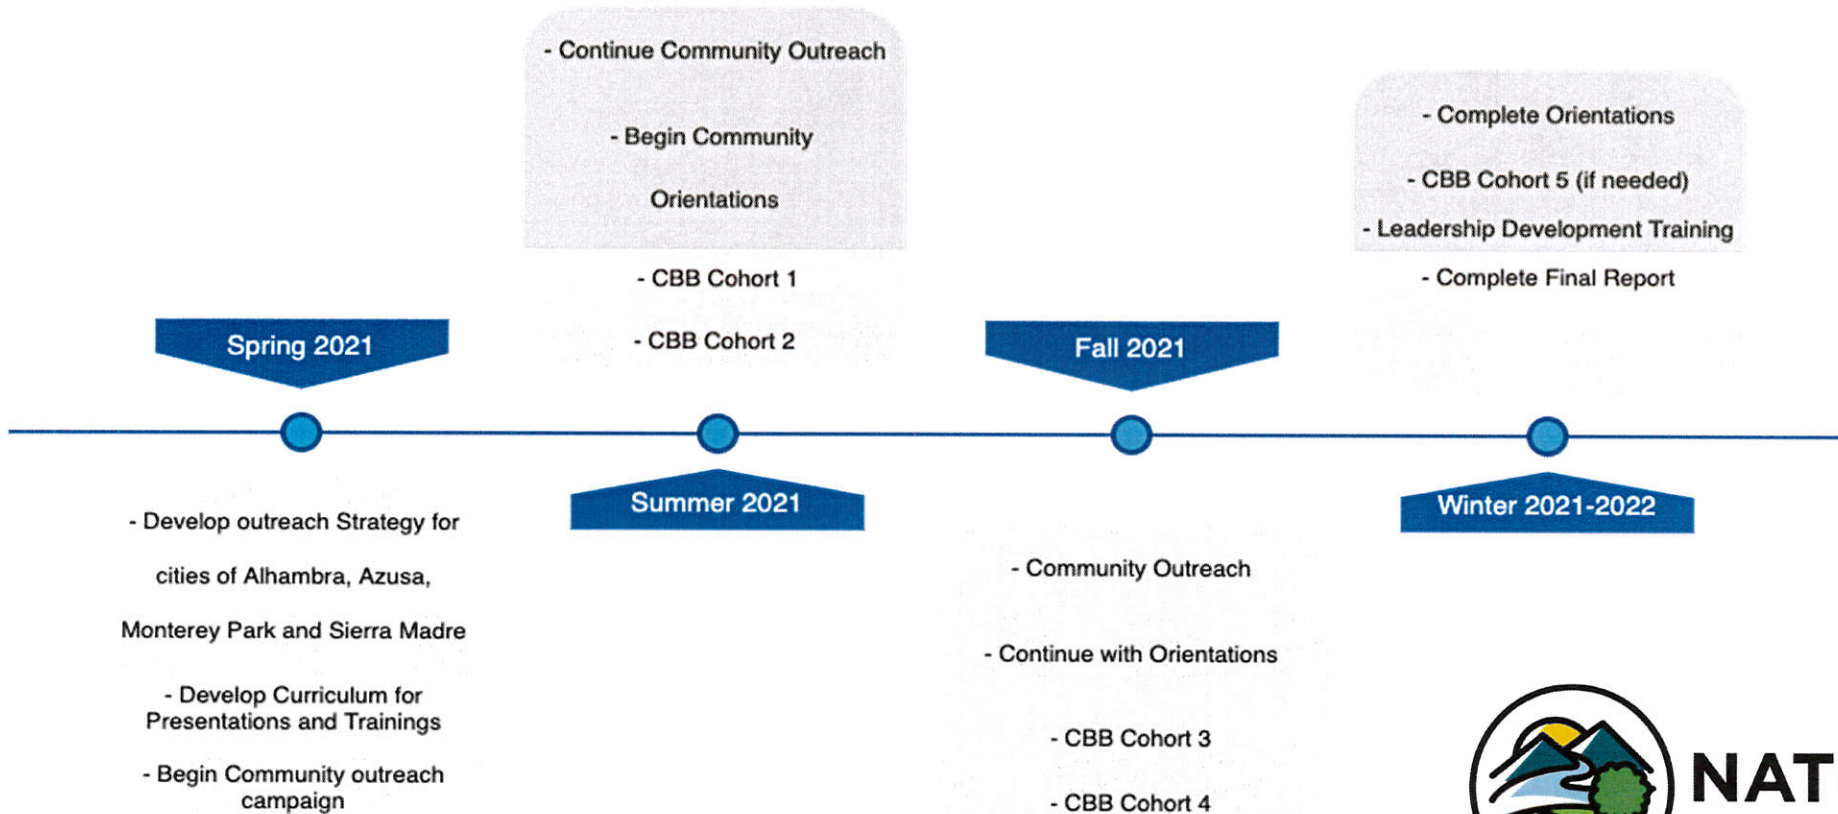 - Continue Community Outreach
- Begin Community
Orientations
- CBB Cohort 1
- CBB Cohort 2
- Complete Orientations
- CBB Cohort 5 (if needed)
- Leadership Development Training
- Complete Final Report
Spring 2021
Fall 2021
Summer 2021
Winter 2021-2022
- Develop outreach Strategy for
cities of Alhambra, Azusa,
Monterey Park and Sierra Madre
- Develop Curriculum for
Presentations and Trainings
- Begin Community outreach
campaign
- Community Outreach
- Continue with Orientations
- CBB Cohort 3
- CBB Cohort 4
NAT